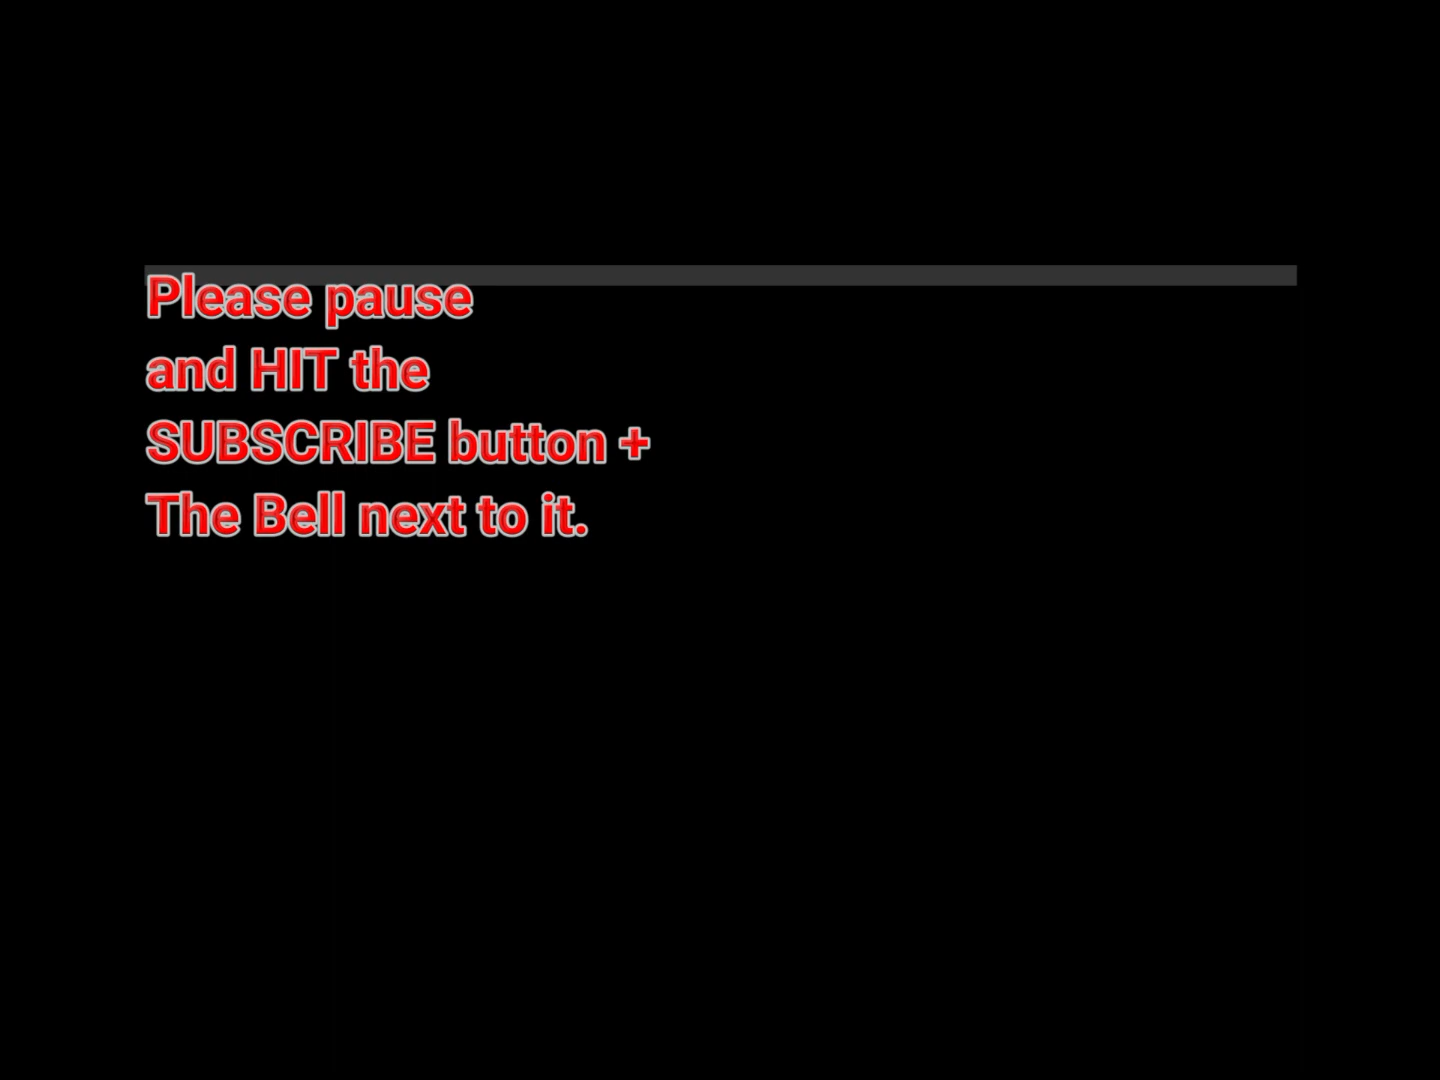 Please pause
and HIT the
SUBSCRIBE button +
The Bell next to it.